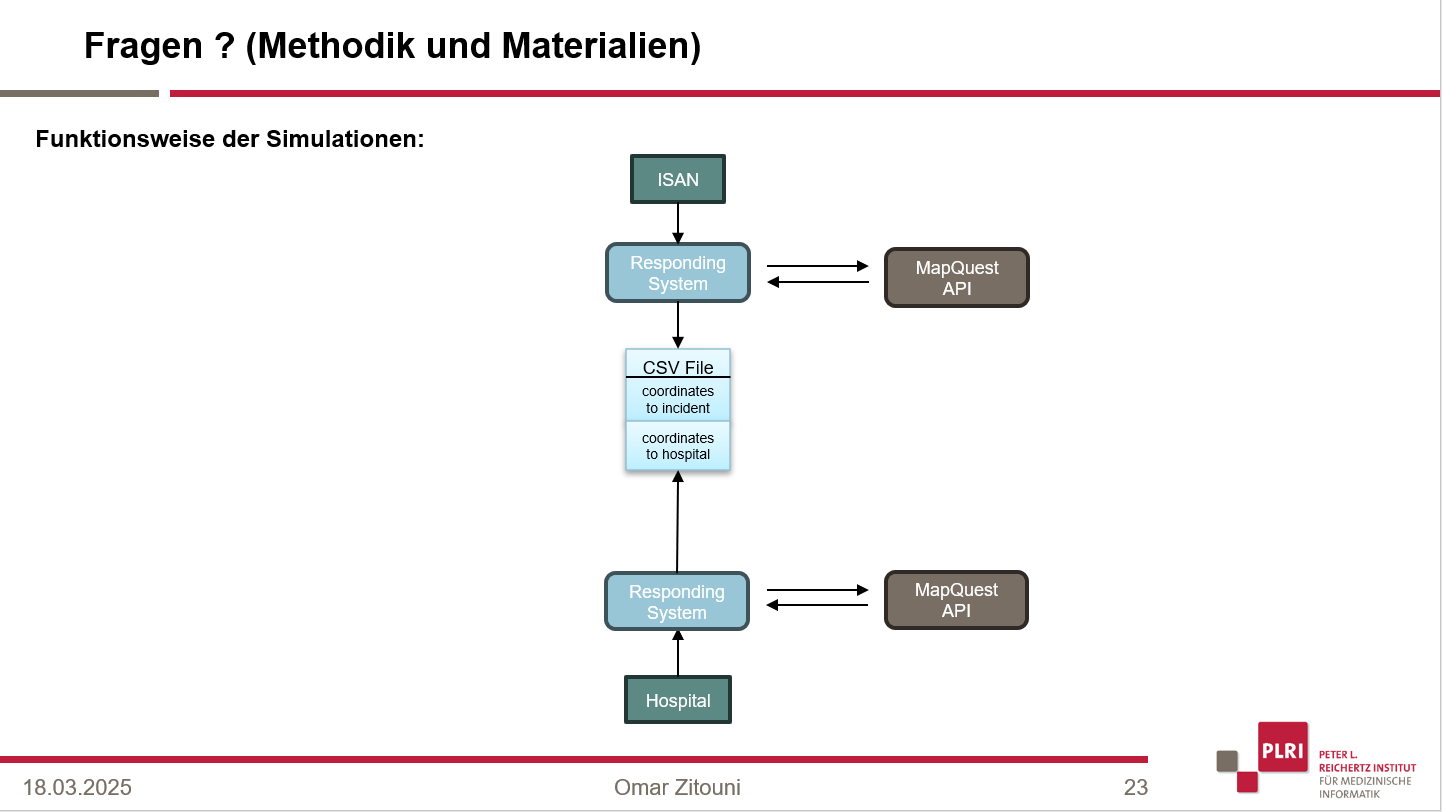 Fragen ? (Methodik und Materialien)
Funktionsweise der Simulationen:
ISAN
Responding
System
MapQuest
API
CSV File
coordinates
to incident
coordinates
to hospital
Responding
System
MapQuest
API
Hospital
18.03.2025
Omar Zitouni
23
PLRI
PETER L.
REICHERTZ INSTITUT
FÜR MEDIZINISCHE
INFORMATIK